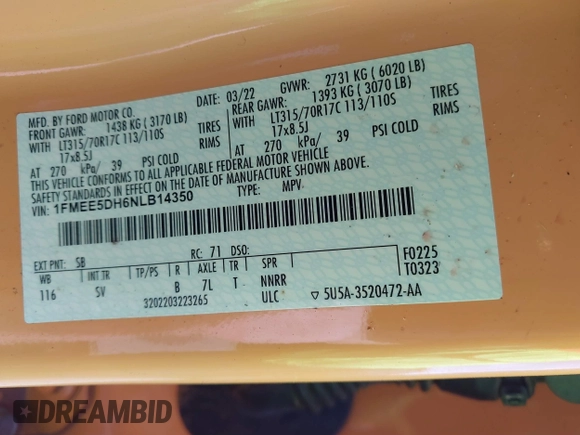 MFD. BY FORD MOTOR CO.
DATE: 03/22 GVWR: 2731 KG ( 6020 LB)
FRONT GAWR: 1438 KG ( 3170 LB) REAR GAWR: 1393 KG ( 3070 LB)
WITH LT315/70R17C 113/110S TIRES WITH LT315/70R17C 113/110S TIRES
17x8.5J RIMS 17x8.5J RIMS
AT 270 kPa/ 39 PSI COLD AT 270 kPa/ 39 PSI COLD
THIS VEHICLE CONFORMS TO ALL APPLICABLE FEDERAL MOTOR VEHICLE
SAFETY STANDARDS IN EFFECT ON THE DATE OF MANUFACTURE SHOWN ABOVE.
VIN: 1FMEE5DH6NLB14350
TYPE: MPV
EXT PNT: SB RC: 71 DSO:
WB INT TR TP/PS R AXLE TR SPR
116 SV B 7L T NNRR
F0225
T0323
3202203223265
ULC
▽ 5U5A-3520472-AA
DREAMBID